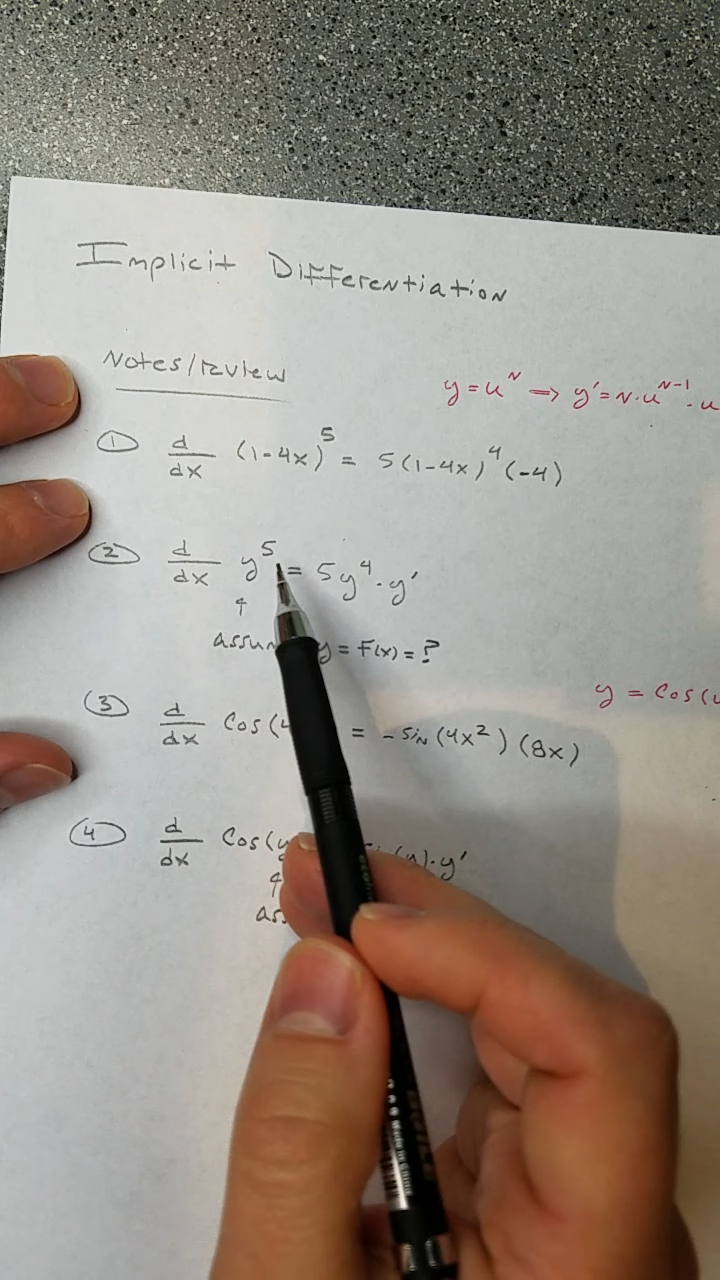 Implicit Differentiation
Notes/review
y = u^N ⇒ y' = N·u^(N-1)·u
① d/dx (1-4x)^5 = 5(1-4x)^4 (-4)
② d/dx y^5 = 5y^4·y'
y = F(x) = ?
y = cos(u
③ d/dx cos( = -sin(4x^2)(8x)
④ d/dx cos(y (y)·y'